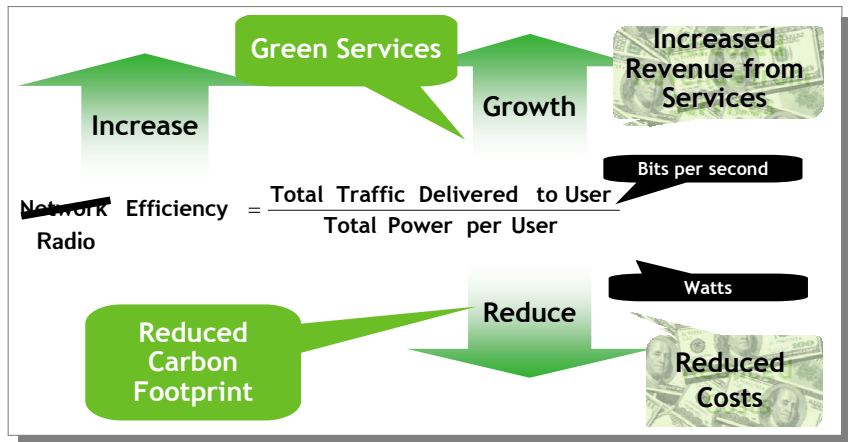 Green Services
Increased
Revenue from
Services
Growth
Increase
Bits per second
Network Efficiency = Total Traffic Delivered to User
Total Power per User
Radio
Watts
Reduce
Reduced
Carbon
Footprint
Reduced
Costs